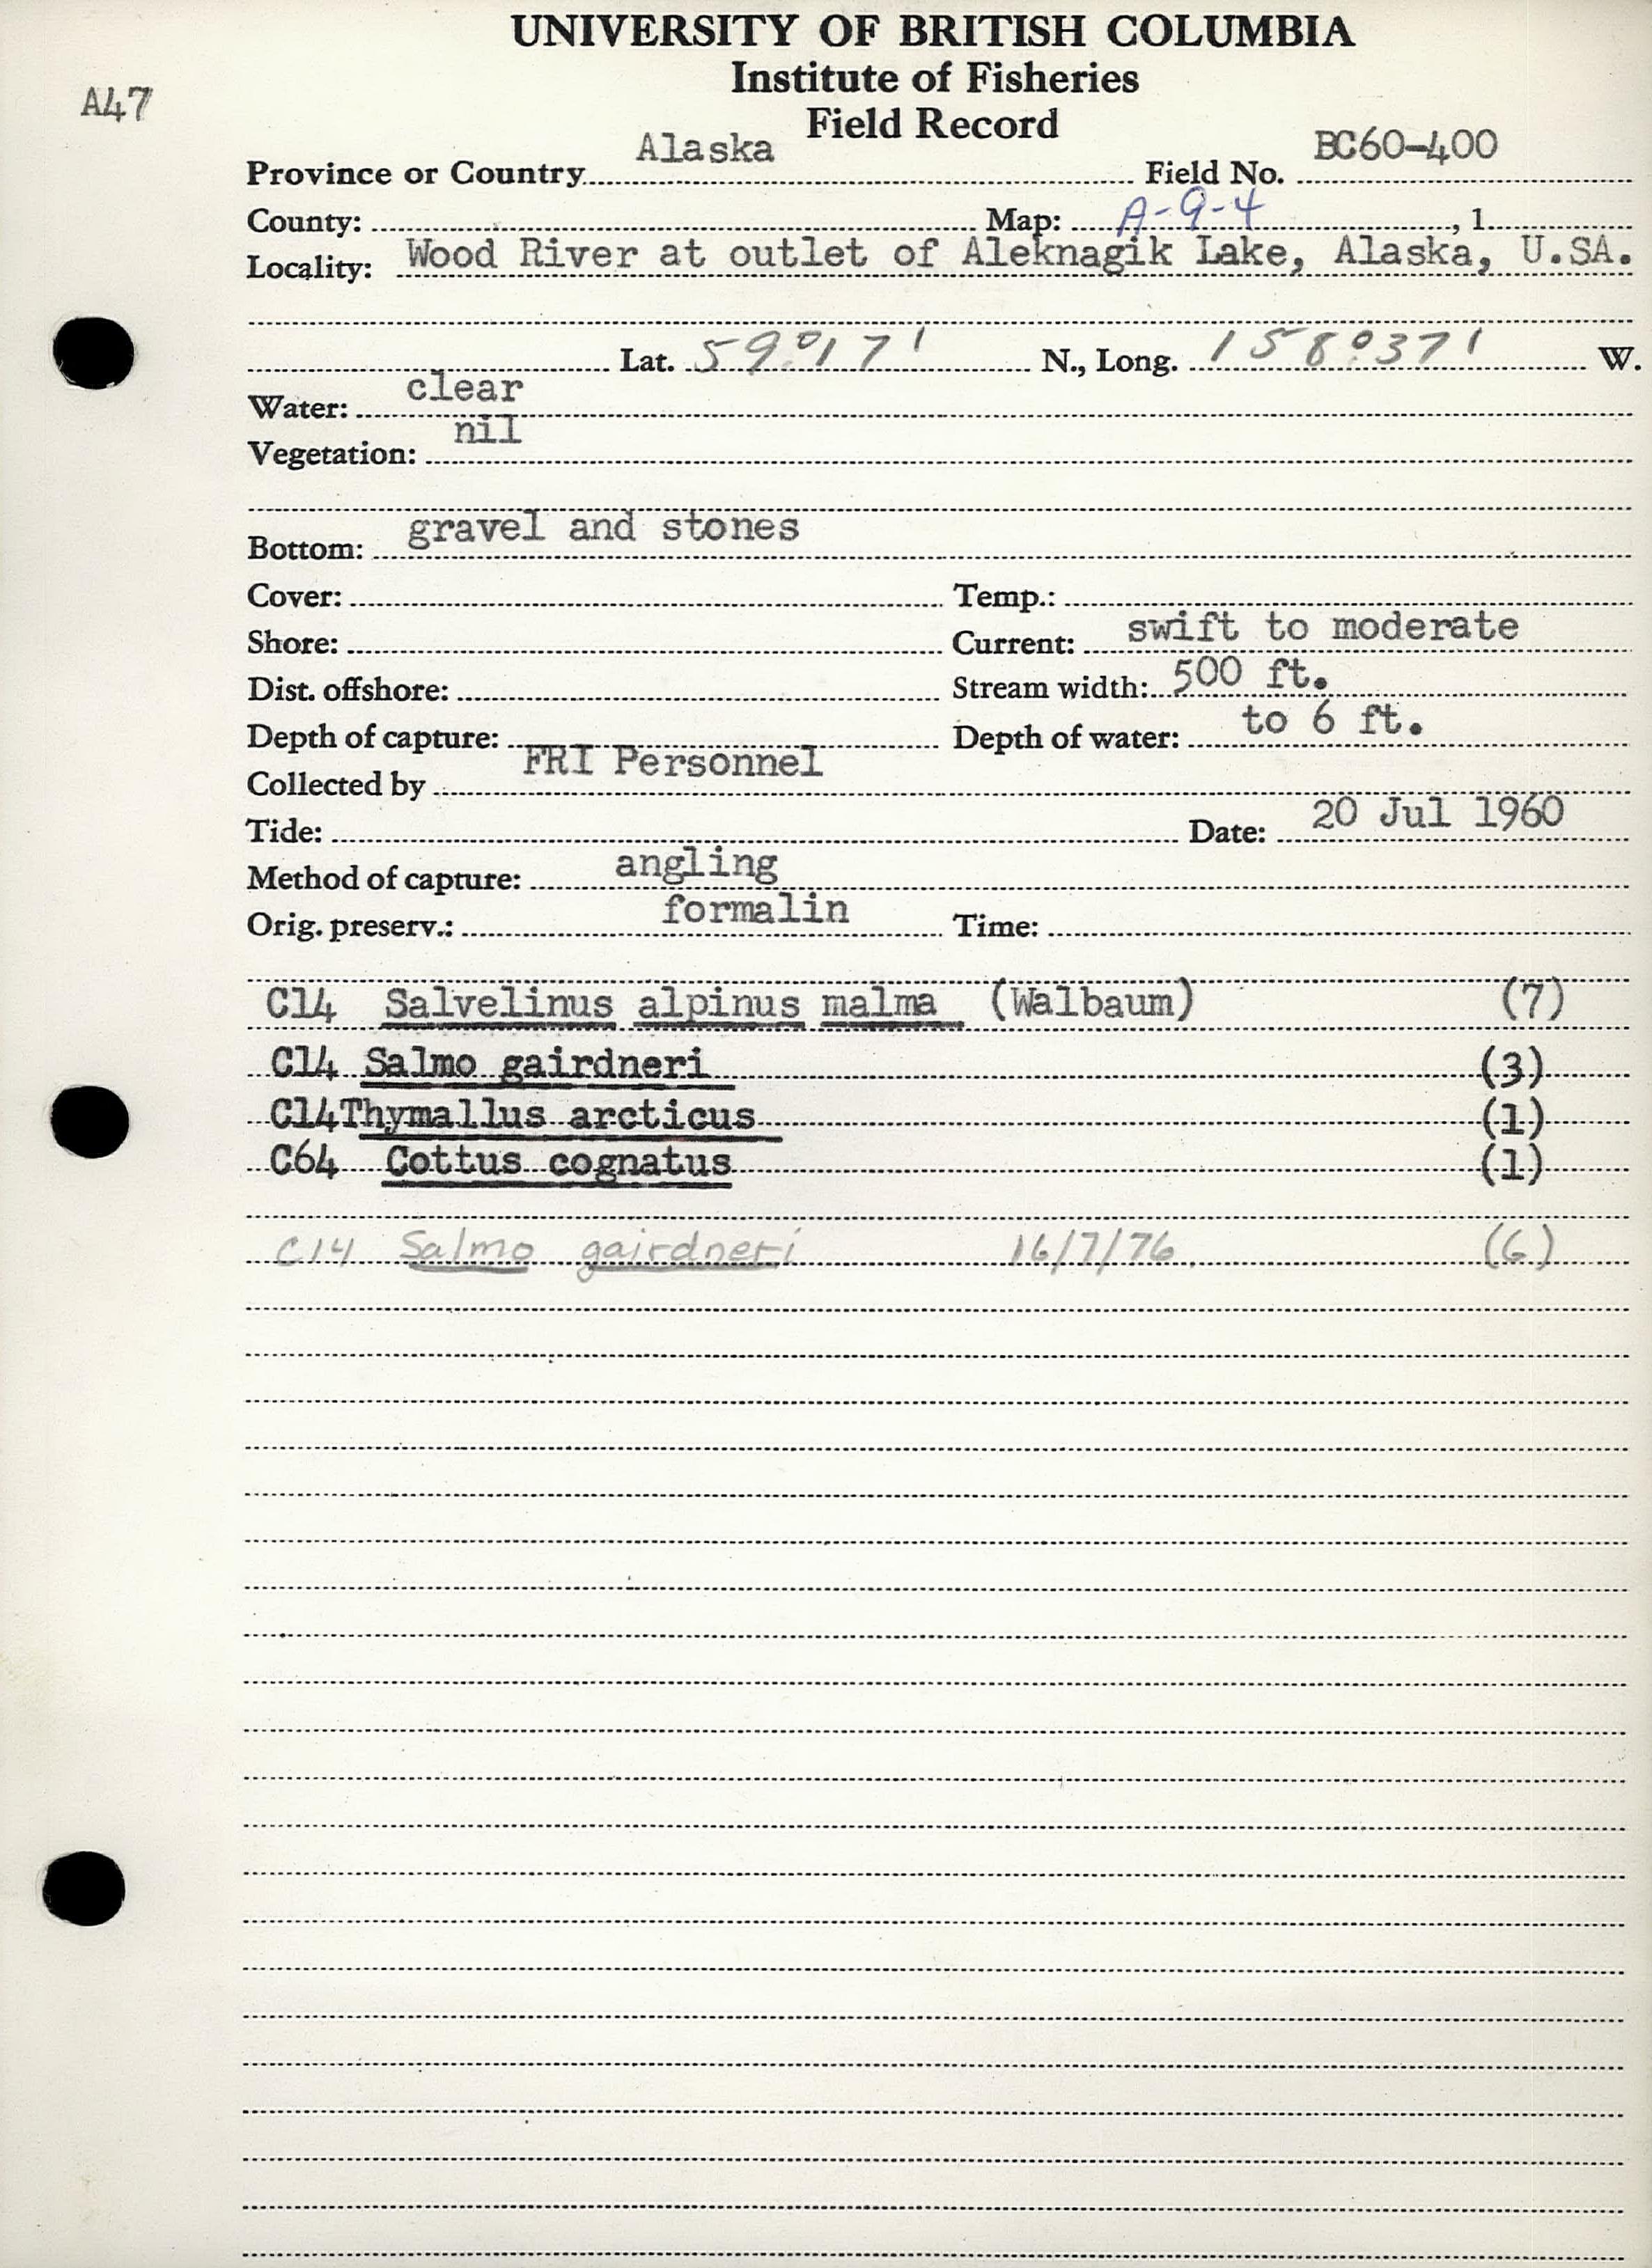 UNIVERSITY OF BRITISH COLUMBIA
Institute of Fisheries
Field Record
A47
Province or Country Alaska Field No. BC60-400
County: Map: A-9-4 , 1
Locality: Wood River at outlet of Aleknagik Lake, Alaska, U.SA.
Lat. 59°17' N., Long. 158°37' W.
Water: clear
Vegetation: nil
Bottom: gravel and stones
Cover: Temp.:
Shore: Current: swift to moderate
Dist. offshore: Stream width: 500 ft.
Depth of capture: Depth of water: to 6 ft.
Collected by FRI Personnel
Tide: Date: 20 Jul 1960
Method of capture: angling
Orig. preserv.: formalin Time:
C14 Salvelinus alpinus malma (Walbaum) (7)
C14 Salmo gairdneri (3)
C14Thymallus arcticus (1)
C64 Cottus cognatus (1)
C14 Salmo gairdneri 16/7/76 (6)